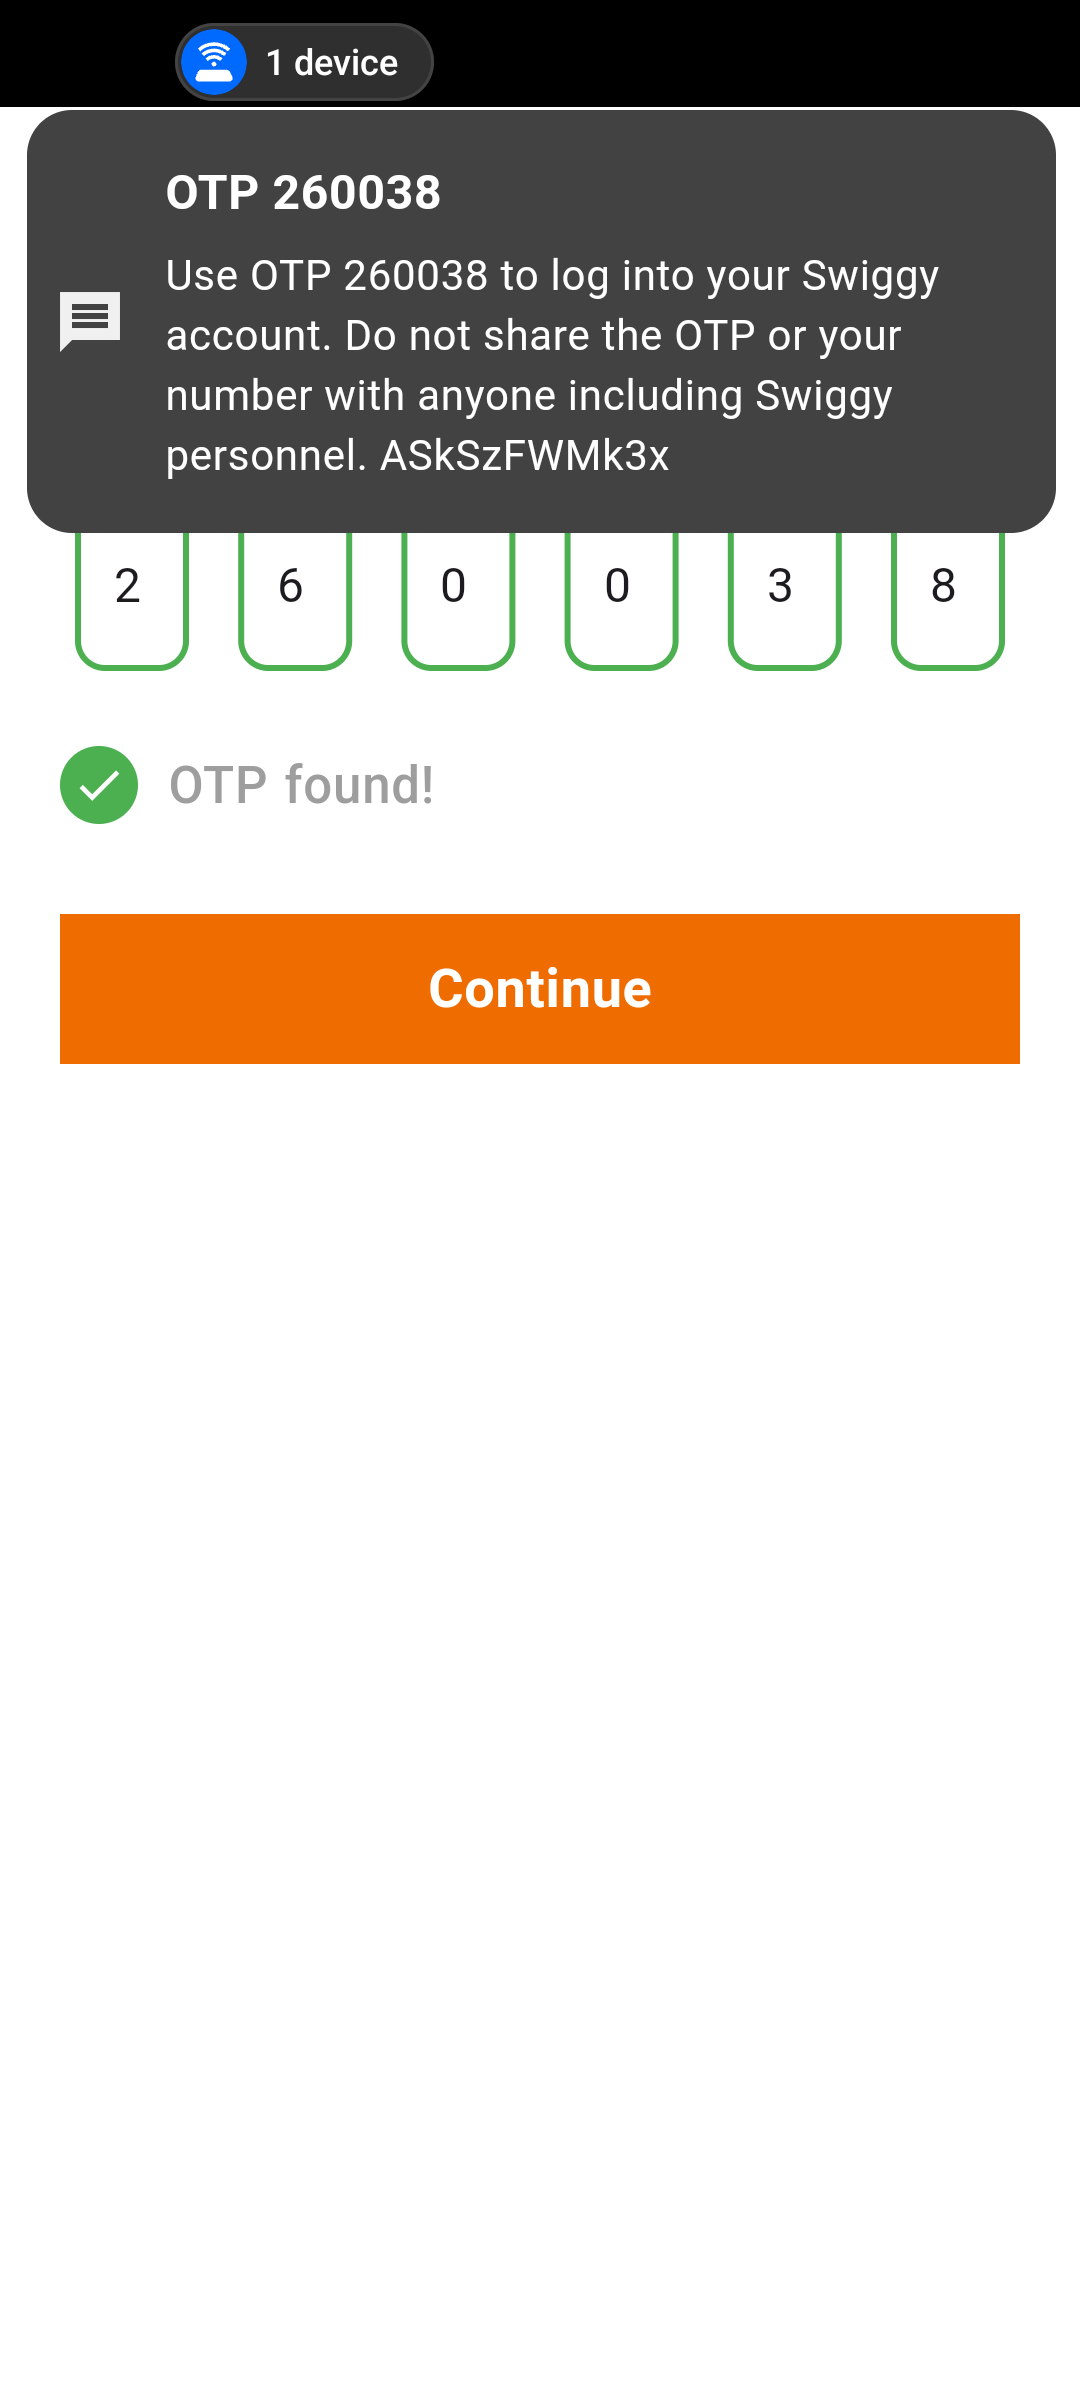 1 device
OTP 260038
Use OTP 260038 to log into your Swiggy
account. Do not share the OTP or your
number with anyone including Swiggy
personnel. ASkSzFWMk3x
2 6 0 0 3 8
OTP found!
Continue